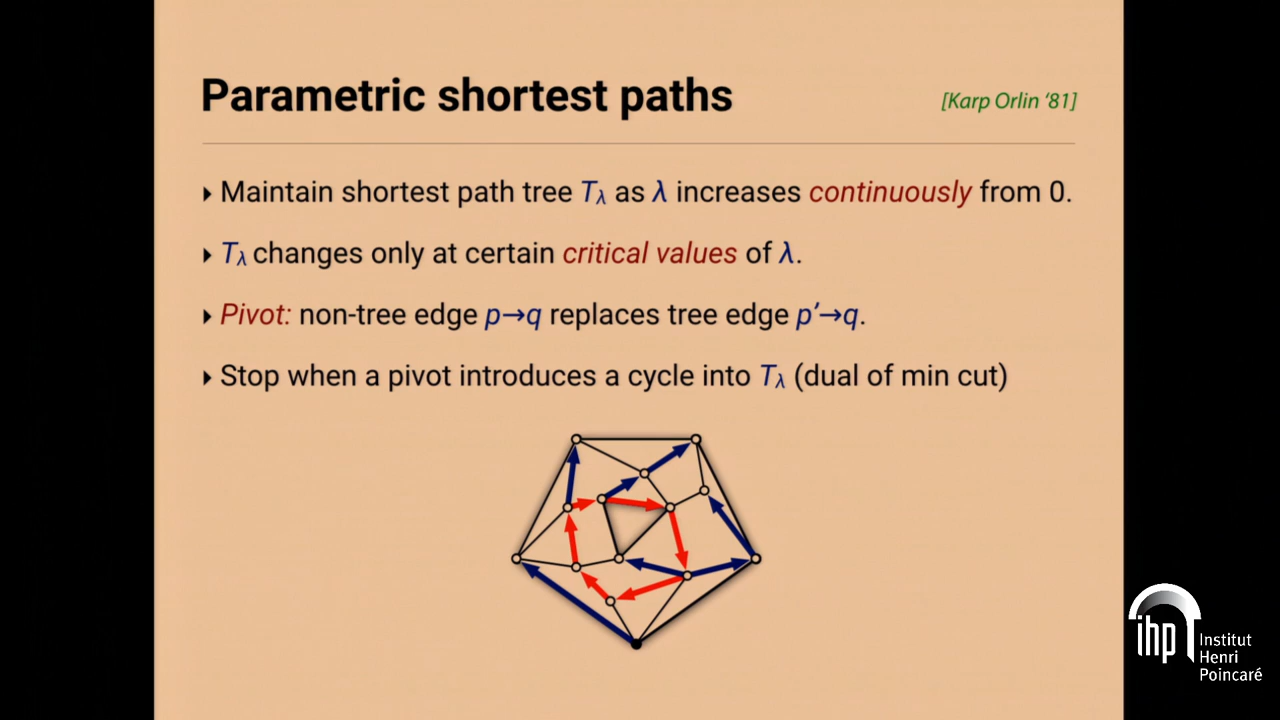 Parametric shortest paths
[Karp Orlin ‘81]
Maintain shortest path tree Tλ as λ increases continuously from 0.
Tλ changes only at certain critical values of λ.
Pivot: non-tree edge p→q replaces tree edge p’→q.
Stop when a pivot introduces a cycle into Tλ (dual of min cut)
ihp
Institut
Henri
Poincaré